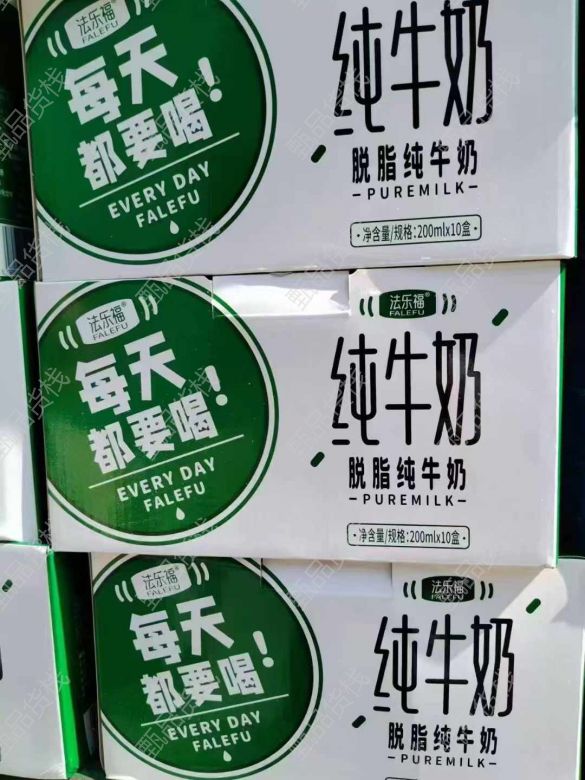 法乐福
FALEFU
每天
都要喝!
EVERY DAY
FALEFU
纯牛奶
脱脂纯牛奶
-PUREMILK-
·净含量/规格:200mlx10盒·
法乐福
FALEFU
每天
都要喝!
EVERY DAY
FALEFU
法乐福®
FALEFU
纯牛奶
脱脂纯牛奶
-PUREMILK-
·净含量/规格:200mlx10盒·
法乐福
FALEFU
每天
都要喝!
EVERY DAY
FALEFU
法乐福
FALEFU
纯牛奶
脱脂纯牛奶
-PUREMILK-
甄品货栈